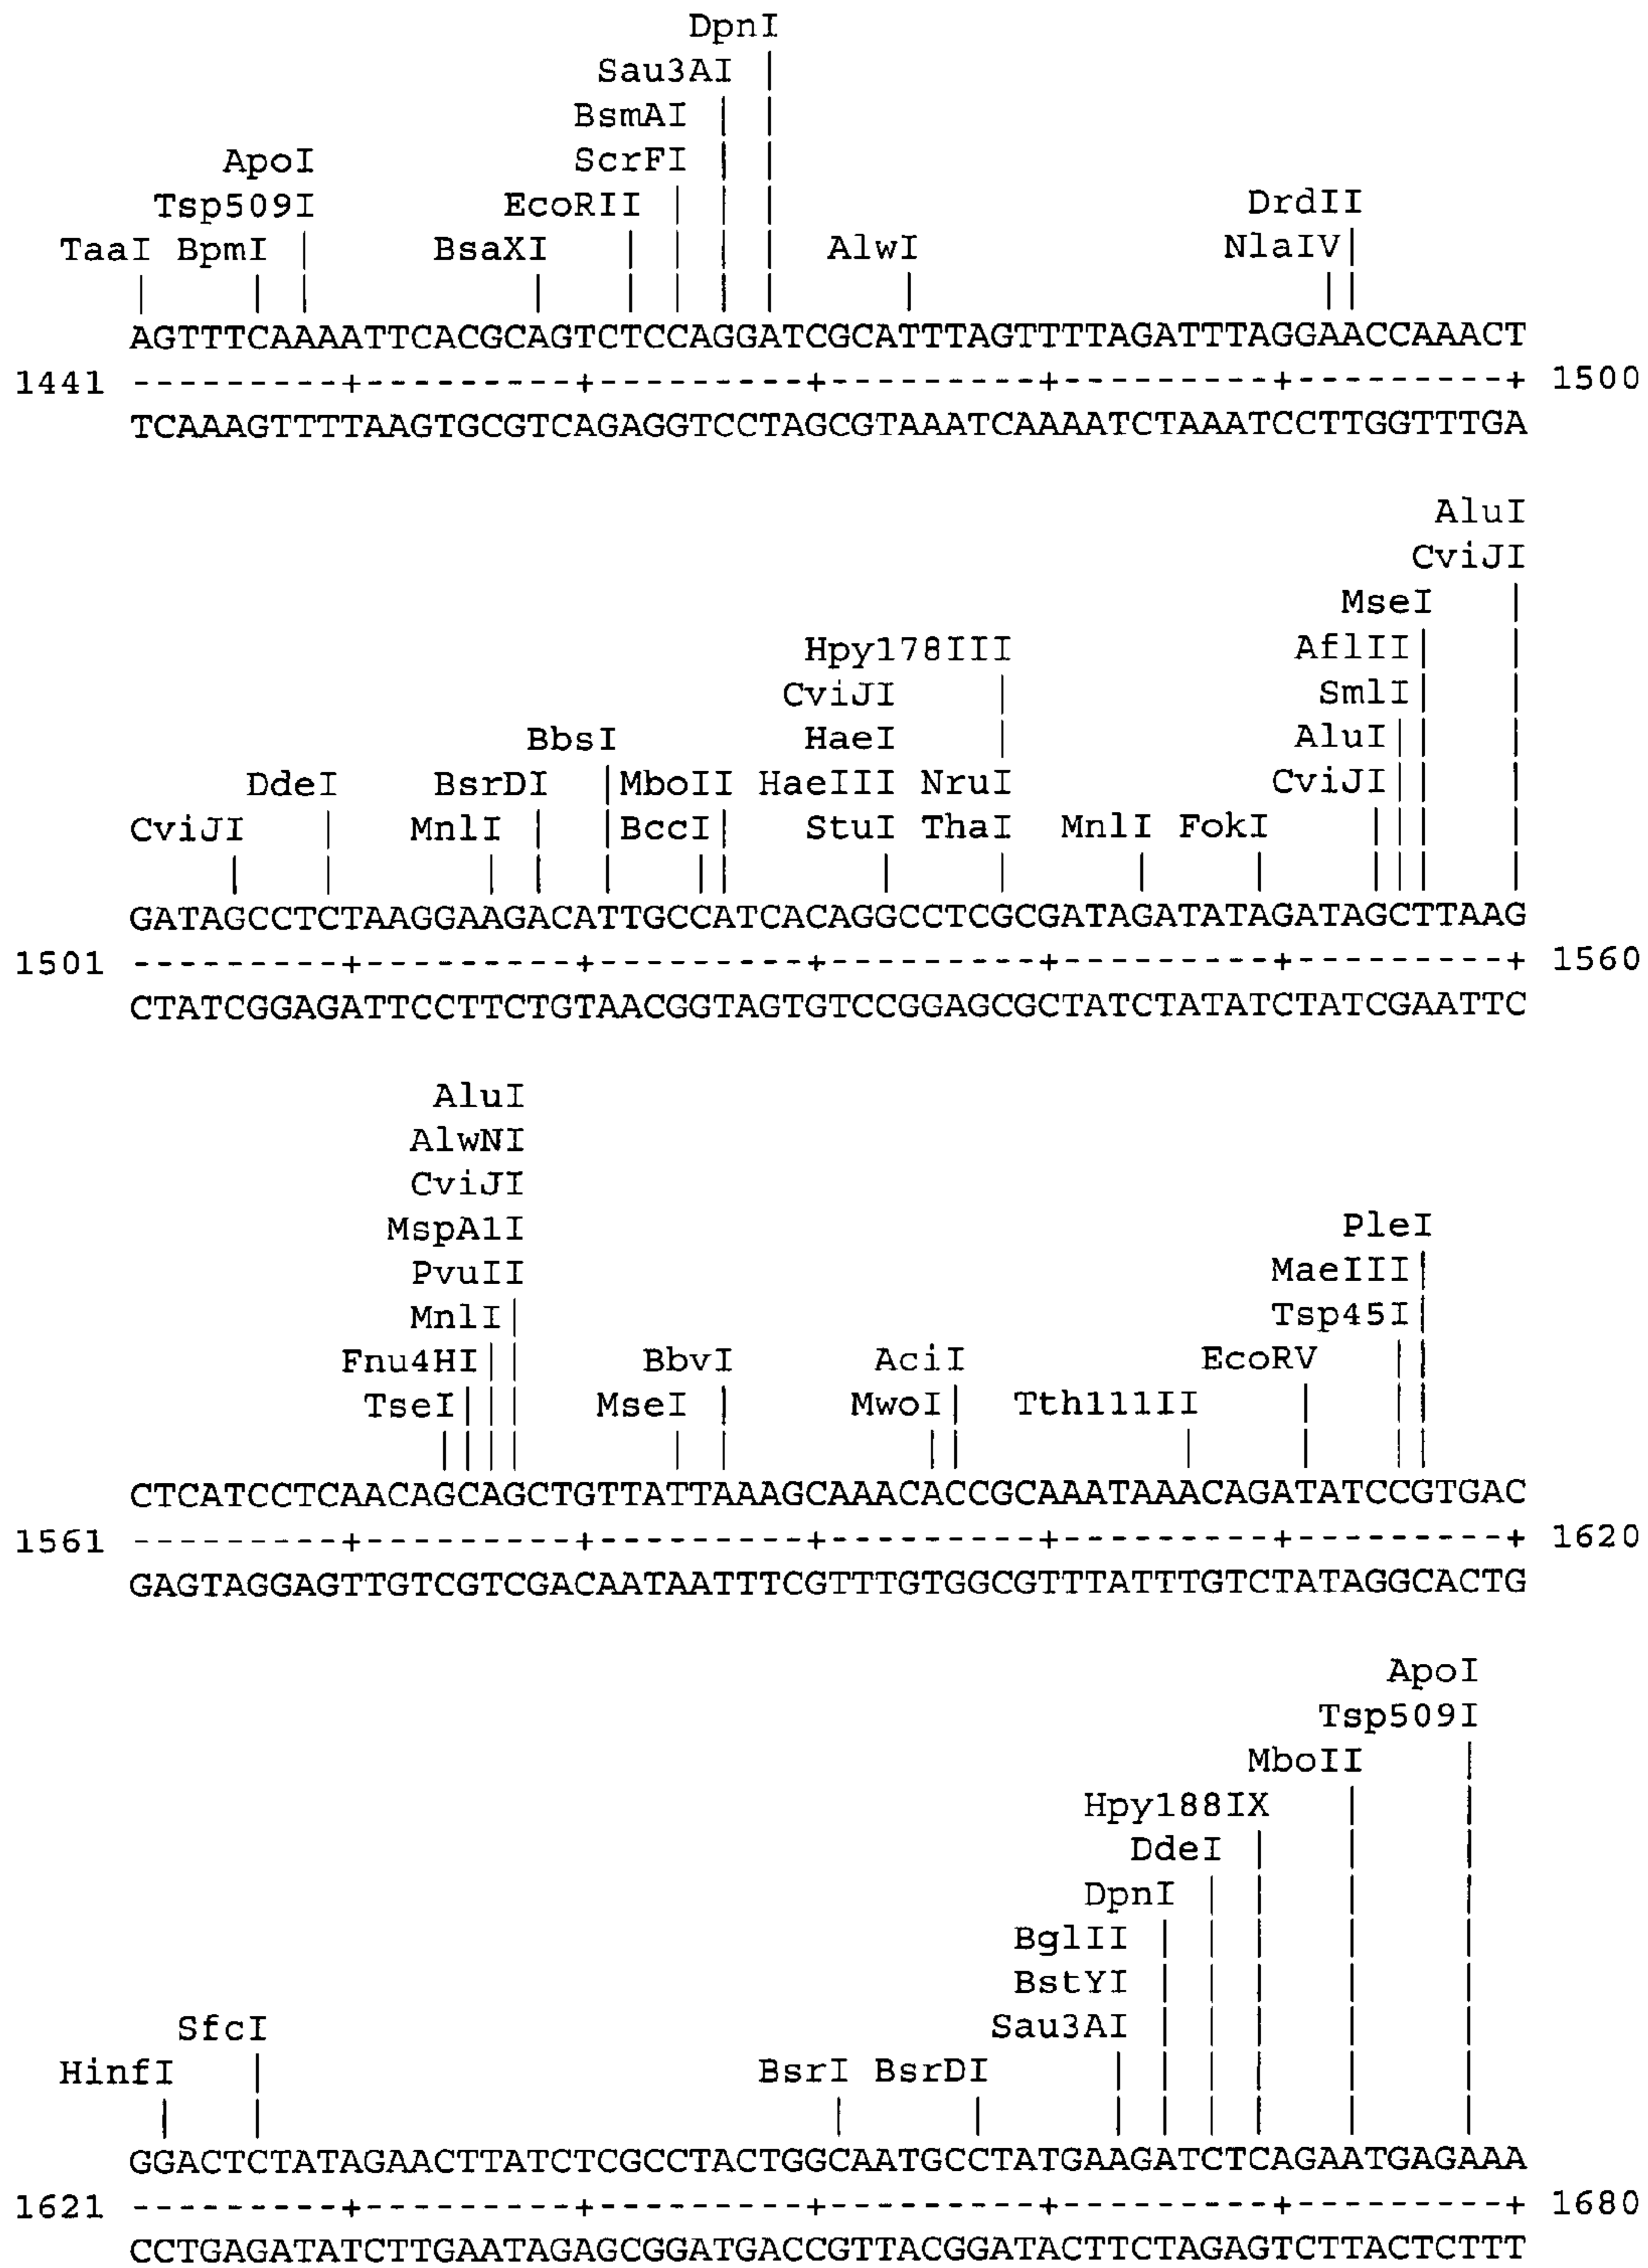 DpnI
Sau3AI
BsmAI
ApoI ScrFI
Tsp509I EcoRII DrdII
TaaI BpmI BsaXI AlwI NlaIV
AGTTTCAAAATTCACGCAGTCTCCAGGATCGCATTTAGTTTTTAGATTTAGGAACCAAACT
1441 ---------+---------+---------+---------+---------+---------+ 1500
TCAAAGTTTTAAGTGCGTCAGAGGTCCTAGCGTAAATCAAAAATCTAAATCCTTGGTTTGA
AluI
CviJI
MseI
Hpy178III AflII
CviJI SmlI
BbsI HaeI AluI
DdeI BsrDI MboII HaeIII NruI CviJI
CviJI MnlI BccI StuI ThaI MnlI FokI
GATAGCCTCTAAGGAAGACATTGCCATCACAGGCCTCGCGATAGATATAGATAGCTTAAG
1501 ---------+---------+---------+---------+---------+---------+ 1560
CTATCGGAGATTCCTTCTGTAACGGTAGTGTCCGGAGCGCTATCTATATCTATCGAATTC
AluI
AlwNI
CviJI
MspA1I PleI
PvuII MaeIII
MnlI Tsp45I
Fnu4HI BbvI AciI EcoRV
TseI MseI MwoI Tth111II
CTCATCCTCAACAGCAGCTGTTATTAAAGCAAACACCGCAAATAAACAGATATCCGTGAC
1561 ---------+---------+---------+---------+---------+---------+ 1620
GAGTAGGAGTTGTCGTCGACAATAATTTCGTTTGTGGCGTTTATTTGTCTATAGGCACTG
ApoI
Tsp509I
MboII
Hpy188IX
DdeI
DpnI
BglII
BstYI
SfcI Sau3AI
HinfI BsrI BsrDI
GGACTCTATAGAACTTATCTCGCCTACTGGCAATGCCTATGAAGATCTCAGAATGAGAAA
1621 ---------+---------+---------+---------+---------+---------+ 1680
CCTGAGATATCTTGAATAGAGCGGATGACCGTTACGGATACTTCTAGAGTCTTACTCTTT